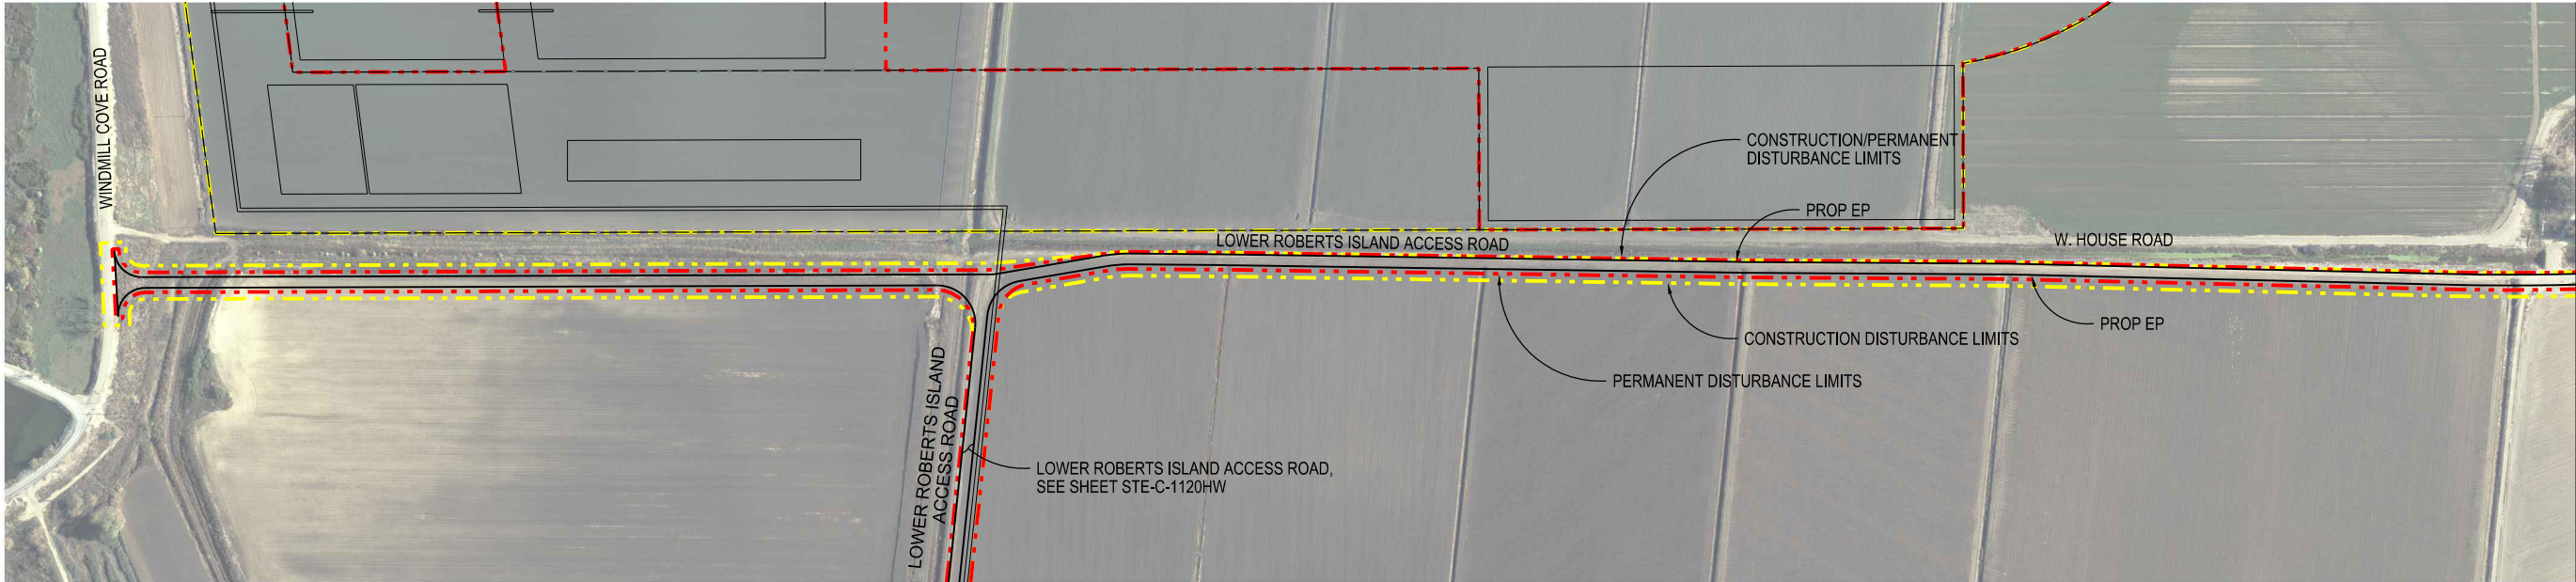 WINDMILL COVE ROAD
CONSTRUCTION/PERMANENT
DISTURBANCE LIMITS
PROP EP
LOWER ROBERTS ISLAND ACCESS ROAD
W. HOUSE ROAD
PROP EP
CONSTRUCTION DISTURBANCE LIMITS
PERMANENT DISTURBANCE LIMITS
LOWER ROBERTS ISLAND
ACCESS ROAD
LOWER ROBERTS ISLAND ACCESS ROAD,
SEE SHEET STE-C-1120HW